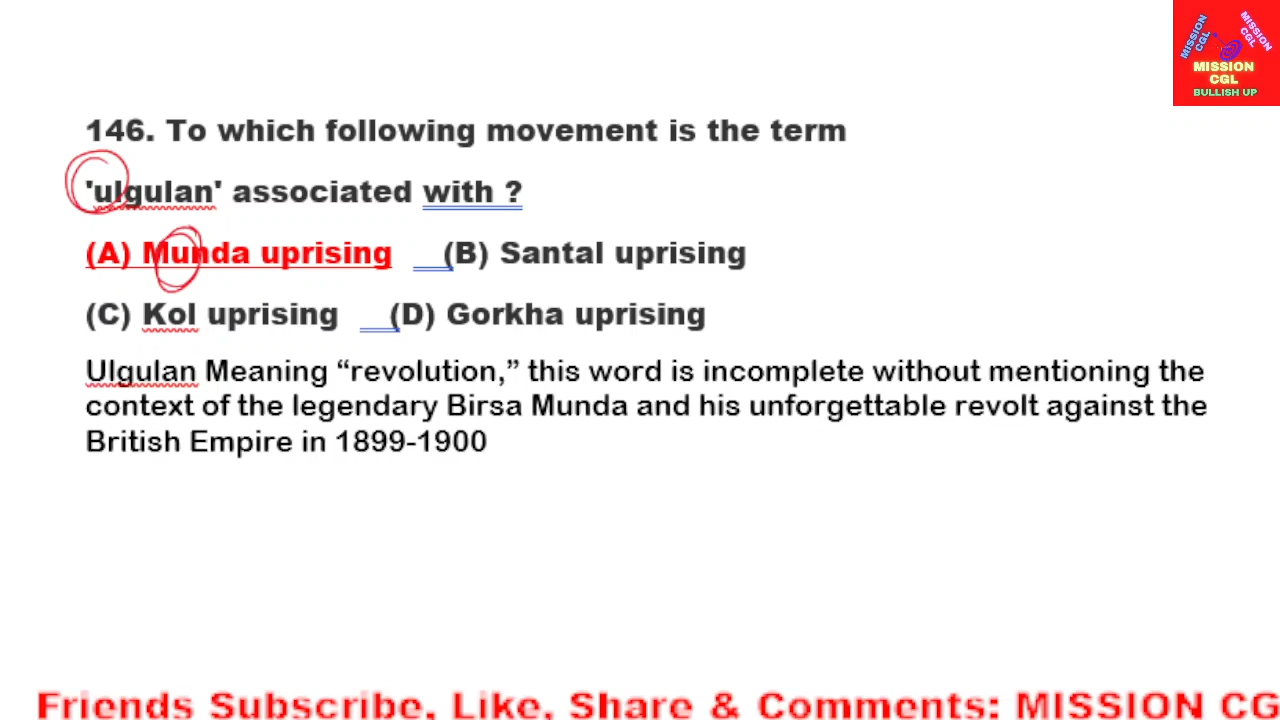 MISSION CGL
MISSION CGL
MISSION
CGL
BULLISH UP
146. To which following movement is the term
'ulgulan' associated with ?
(A) Munda uprising (B) Santal uprising
(C) Kol uprising (D) Gorkha uprising
Ulgulan Meaning “revolution,” this word is incomplete without mentioning the
context of the legendary Birsa Munda and his unforgettable revolt against the
British Empire in 1899-1900
Friends Subscribe, Like, Share & Comments: MISSION CG